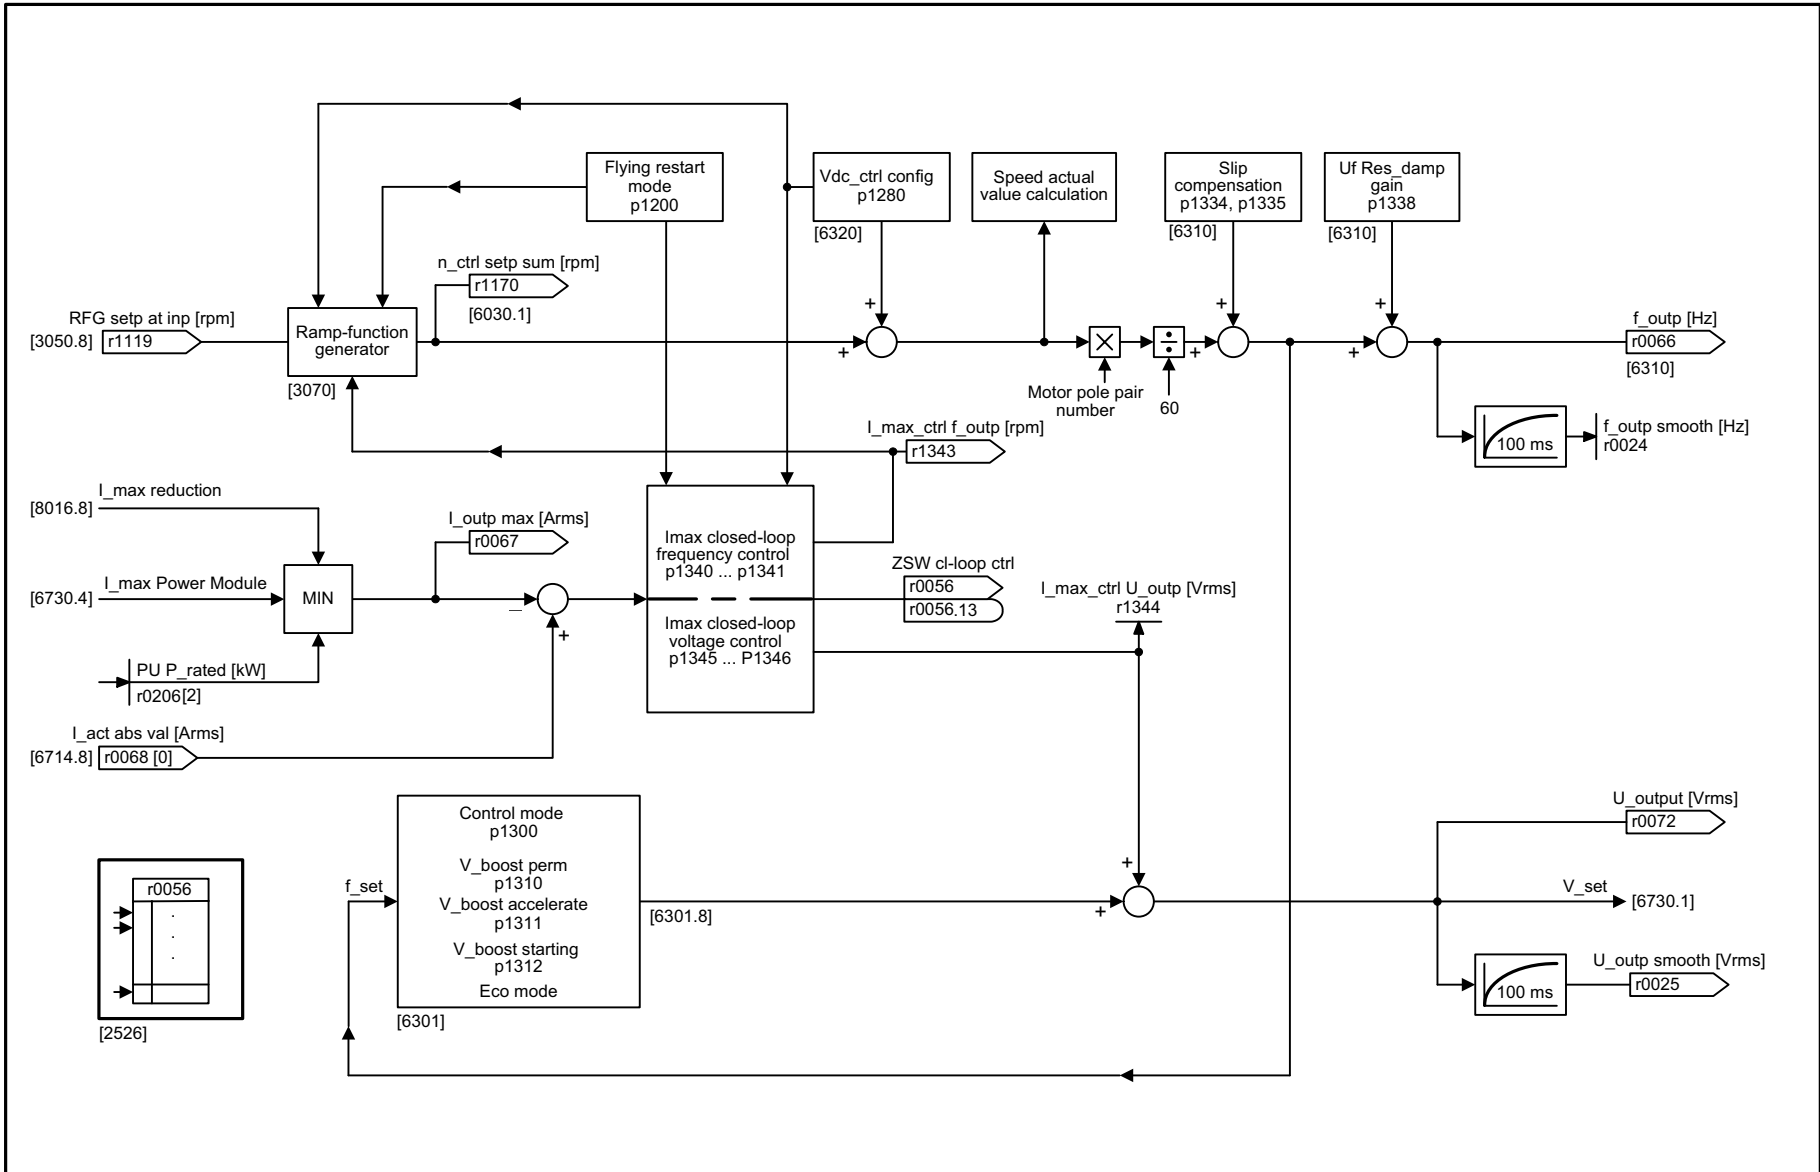 Flying restart
mode
p1200
Vdc_ctrl config
p1280
[6320]
Speed actual
value calculation
Slip
compensation
p1334, p1335
[6310]
Uf Res_damp
gain
p1338
[6310]
n_ctrl setp sum [rpm]
r1170
[6030.1]
RFG setp at inp [rpm]
[3050.8] r1119
Ramp-function
generator
[3070]
+
+
+
+
+
+
Motor pole pair
number
60
f_outp [Hz]
r0066
[6310]
100 ms
f_outp smooth [Hz]
r0024
I_max_ctrl f_outp [rpm]
r1343
I_max reduction
[8016.8]
I_max Power Module
[6730.4]
MIN
PU P_rated [kW]
r0206[2]
I_act abs val [Arms]
[6714.8] r0068 [0]
I_outp max [Arms]
r0067
_
+
Imax closed-loop
frequency control
p1340 ... p1341
Imax closed-loop
voltage control
p1345 ... P1346
ZSW cl-loop ctrl
r0056
r0056.13
I_max_ctrl U_outp [Vrms]
r1344
r0056
.
.
.
[2526]
f_set
Control mode
p1300
V_boost perm
p1310
V_boost accelerate
p1311
V_boost starting
p1312
Eco mode
[6301]
[6301.8]
+
+
U_output [Vrms]
r0072
V_set
[6730.1]
100 ms
U_outp smooth [Vrms]
r0025